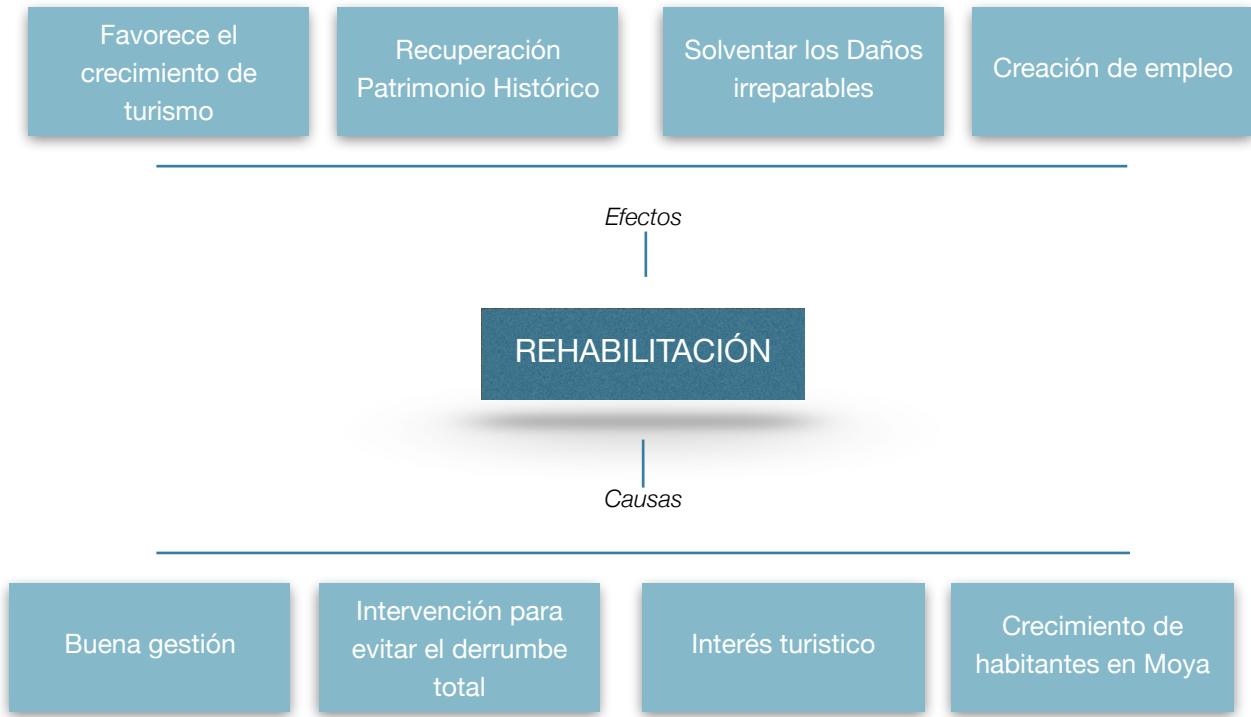 Favorece el
crecimiento de
turismo
Recuperación
Patrimonio Histórico
Solventar los Daños
irreparables
Creación de empleo
Efectos
REHABILITACIÓN
Causas
Buena gestión
Intervención para
evitar el derrumbe
total
Interés turistico
Crecimiento de
habitantes en Moya